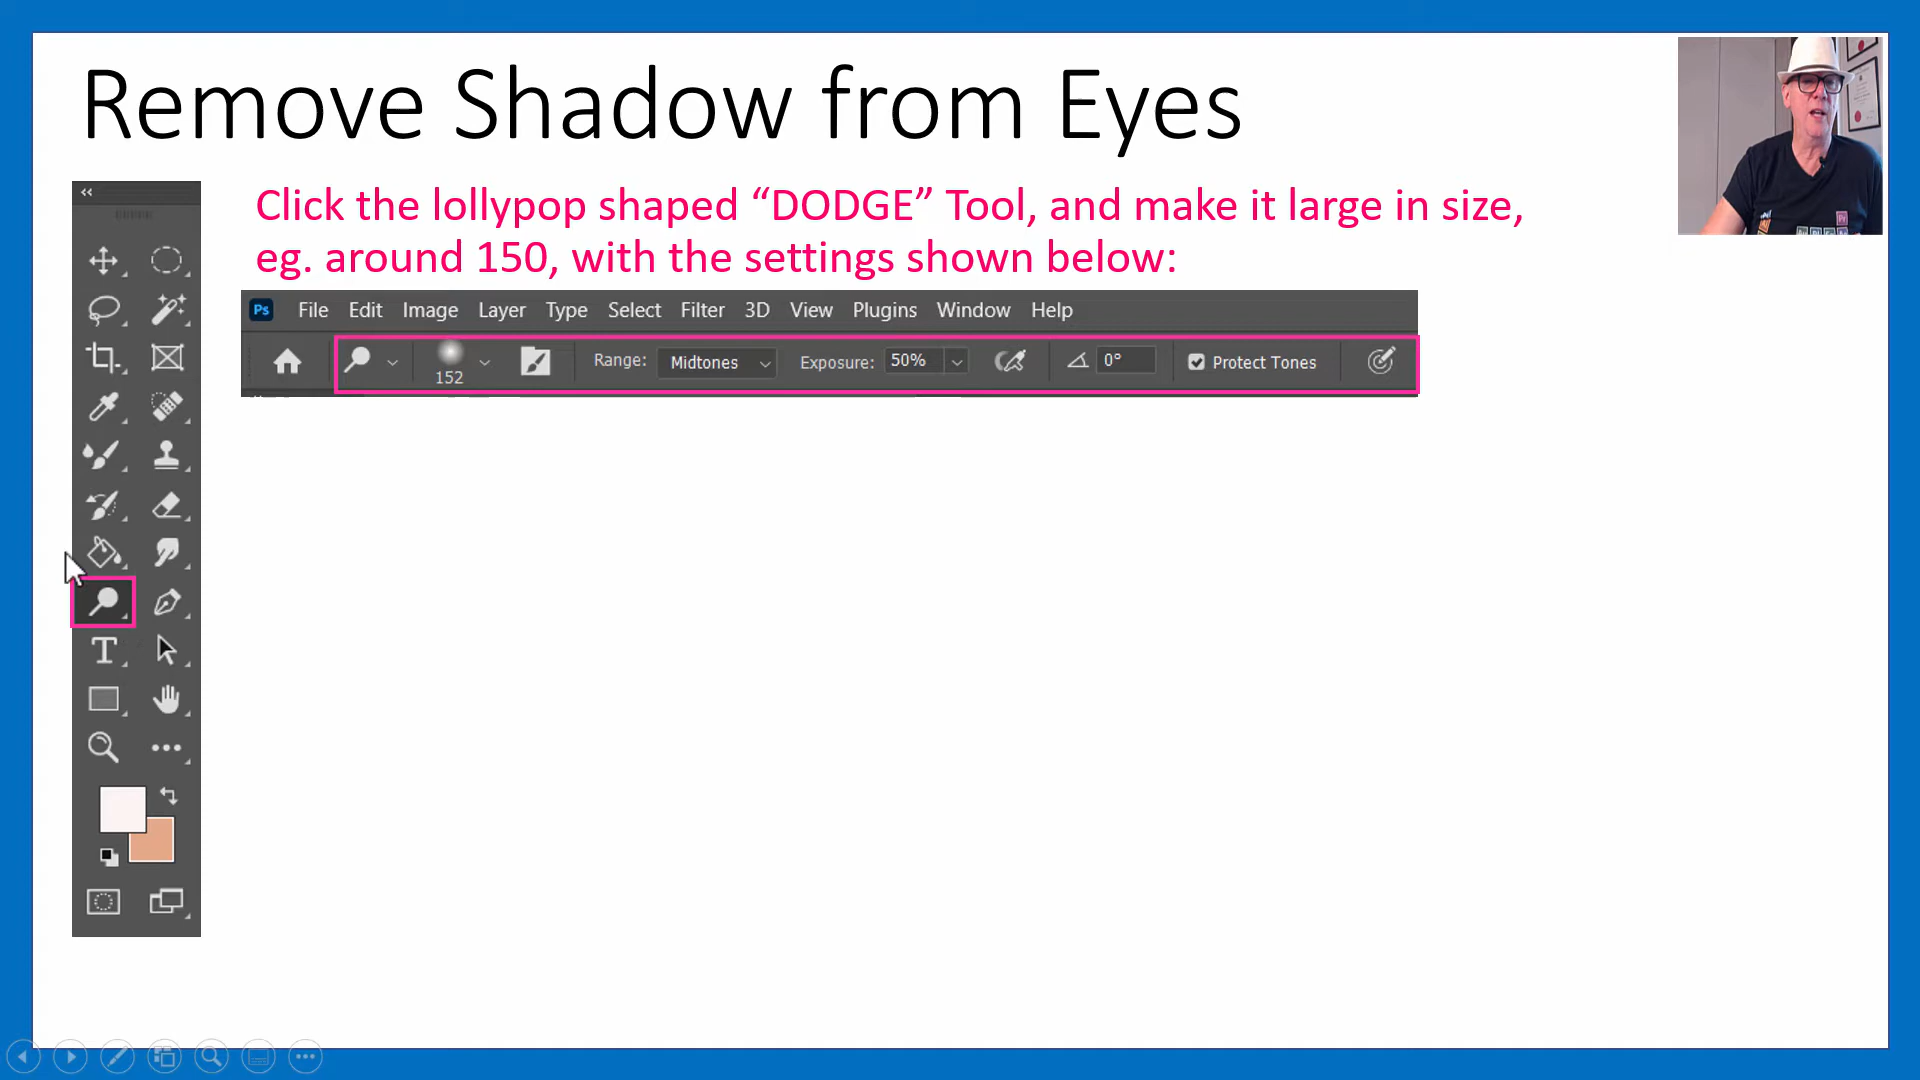 Remove Shadow from Eyes
Click the lollypop shaped “DODGE” Tool, and make it large in size,
eg. around 150, with the settings shown below:
Ps File Edit Image Layer Type Select Filter 3D View Plugins Window Help
152 Range: Midtones Exposure: 50% 0° Protect Tones